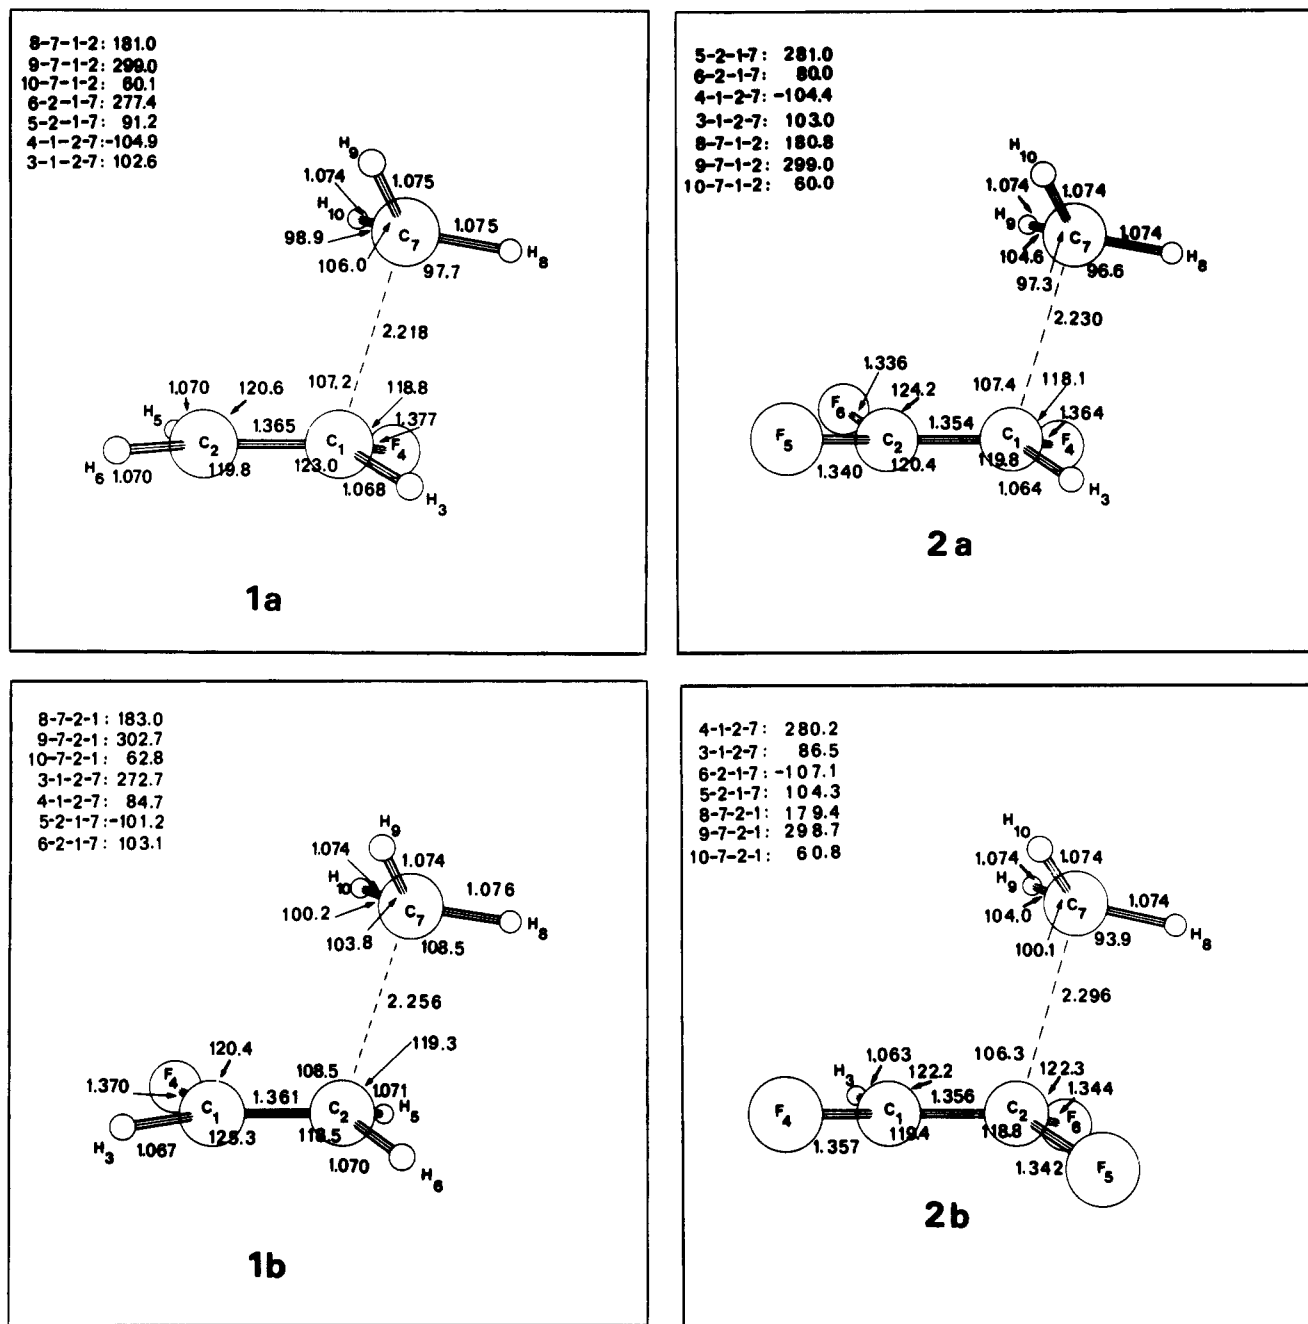 8-7-1-2: 181.0
9-7-1-2: 299.0
10-7-1-2: 60.1
6-2-1-7: 277.4
5-2-1-7: 91.2
4-1-2-7: -104.9
3-1-2-7: 102.6
H9
1.074
1.075
H10
C7
1.075
98.9
106.0
97.7
H8
2.218
1.070
120.6
107.2
118.8
H5
1.365
1.377
C2
C1
F4
H6
1.070
119.8
123.0
1.068
H3
1a
5-2-1-7: 281.0
6-2-1-7: 80.0
4-1-2-7: -104.4
3-1-2-7: 103.0
8-7-1-2: 180.8
9-7-1-2: 299.0
10-7-1-2: 60.0
H10
1.074
1.074
H9
C7
1.074
104.6
97.3
96.6
H8
2.230
1.336
124.2
107.4
118.1
F6
1.354
1.364
F5
C2
C1
F4
1.340
120.4
119.8
1.064
H3
2a
8-7-2-1: 183.0
9-7-2-1: 302.7
10-7-2-1: 62.8
3-1-2-7: 272.7
4-1-2-7: 84.7
5-2-1-7: -101.2
6-2-1-7: 103.1
H9
1.074
1.074
H10
C7
1.076
100.2
103.8
108.5
H8
2.256
120.4
108.5
119.3
F4
1.370
1.361
1.071
C1
C2
H5
H3
1.067
125.3
118.5
1.070
H6
1b
4-1-2-7: 280.2
3-1-2-7: 86.5
6-2-1-7: -107.1
5-2-1-7: 104.3
8-7-2-1: 179.4
9-7-2-1: 298.7
10-7-2-1: 60.8
H10
1.074
1.074
H9
C7
1.074
104.0
100.1
93.9
H8
2.296
1.063
122.2
106.3
122.3
H3
1.356
1.344
F4
C1
C2
F6
1.357
119.4
118.8
1.342
F5
2b